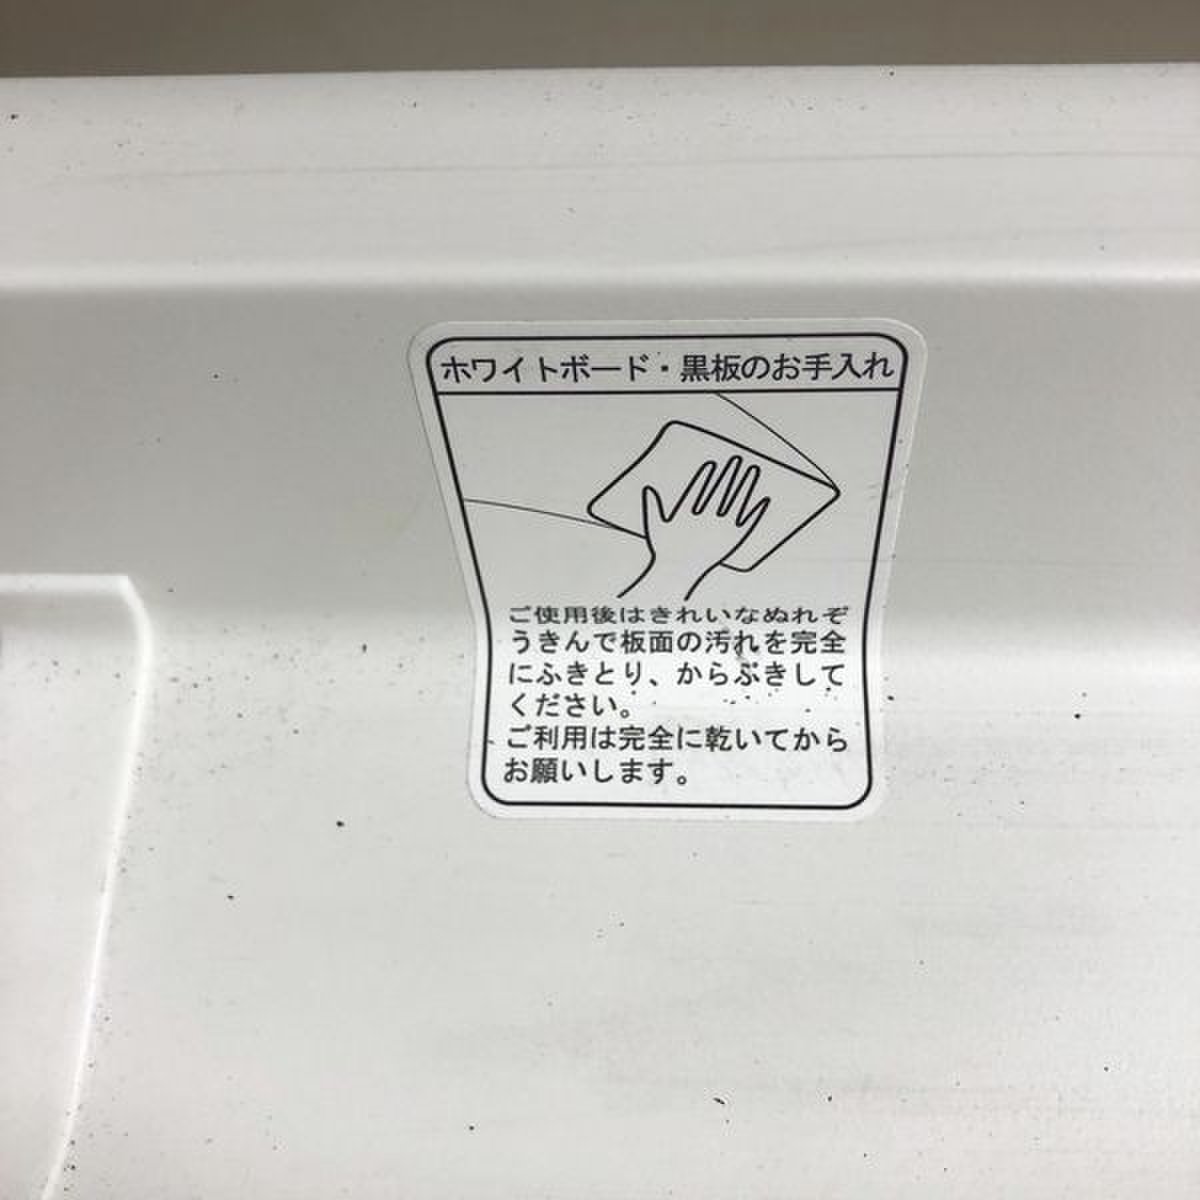 ホワイトボード・黒板のお手入れ
ご使用後はきれいなぬれぞ
うきんで板面の汚れを完全
にふきとり、からぶきして
ください。
ご利用は完全に乾いてから
お願いします。